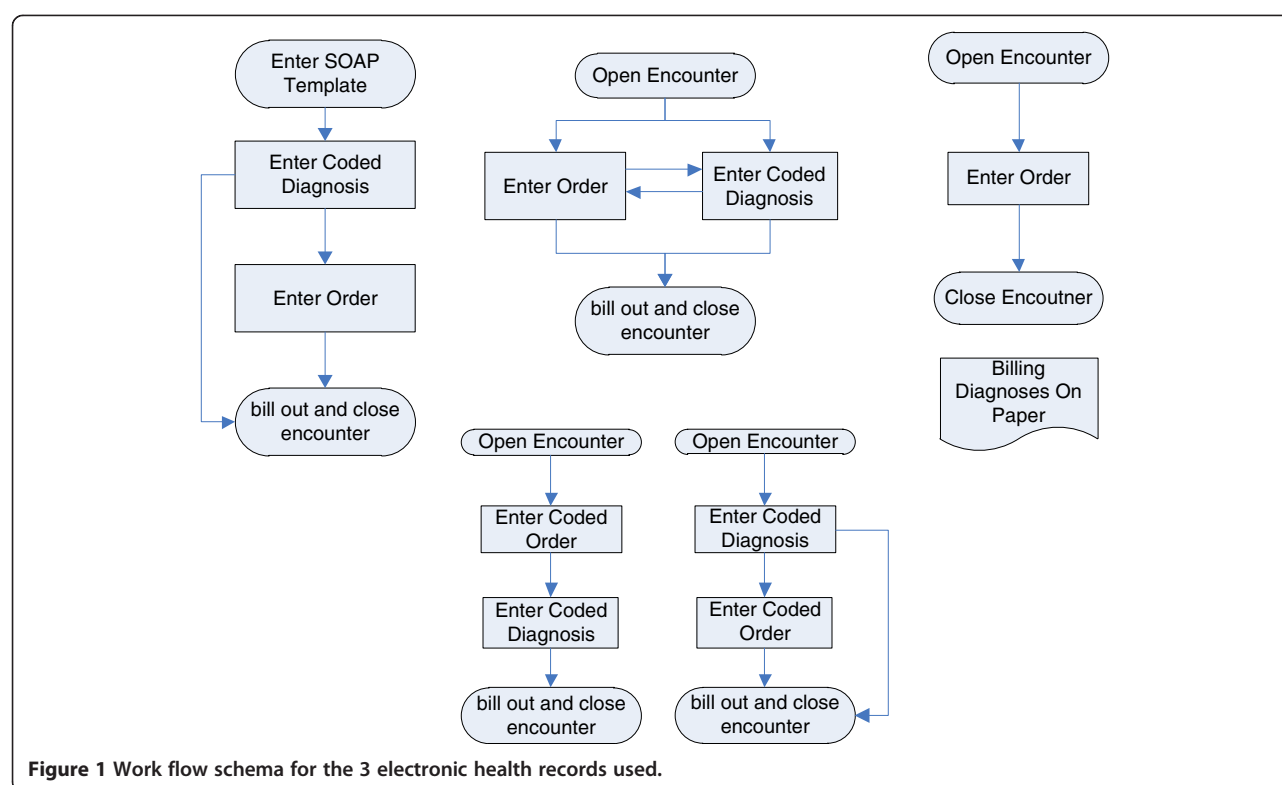 Enter SOAP
Template
Enter Coded
Diagnosis
Enter Order
bill out and close
encounter
Open Encounter
Enter Order
Enter Coded
Diagnosis
bill out and close
encounter
Open Encounter
Enter Order
Close Encoutner
Billing
Diagnoses On
Paper
Open Encounter
Enter Coded
Order
Enter Coded
Diagnosis
bill out and close
encounter
Open Encounter
Enter Coded
Diagnosis
Enter Coded
Order
bill out and close
encounter
Figure 1 Work flow schema for the 3 electronic health records used.